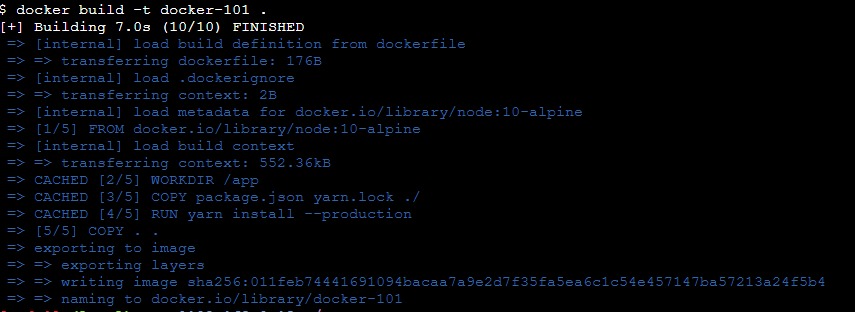 $ docker build -t docker-101 .
[+] Building 7.0s (10/10) FINISHED
=> [internal] load build definition from dockerfile
=> => transferring dockerfile: 176B
=> [internal] load .dockerignore
=> => transferring context: 2B
=> [internal] load metadata for docker.io/library/node:10-alpine
=> [1/5] FROM docker.io/library/node:10-alpine
=> [internal] load build context
=> => transferring context: 552.36kB
=> CACHED [2/5] WORKDIR /app
=> CACHED [3/5] COPY package.json yarn.lock ./
=> CACHED [4/5] RUN yarn install --production
=> [5/5] COPY . .
=> exporting to image
=> => exporting layers
=> => writing image sha256:011feb74441691094bacaa7a9e2d7f35fa5ea6c1c54e457147ba57213a24f5b4
=> => naming to docker.io/library/docker-101